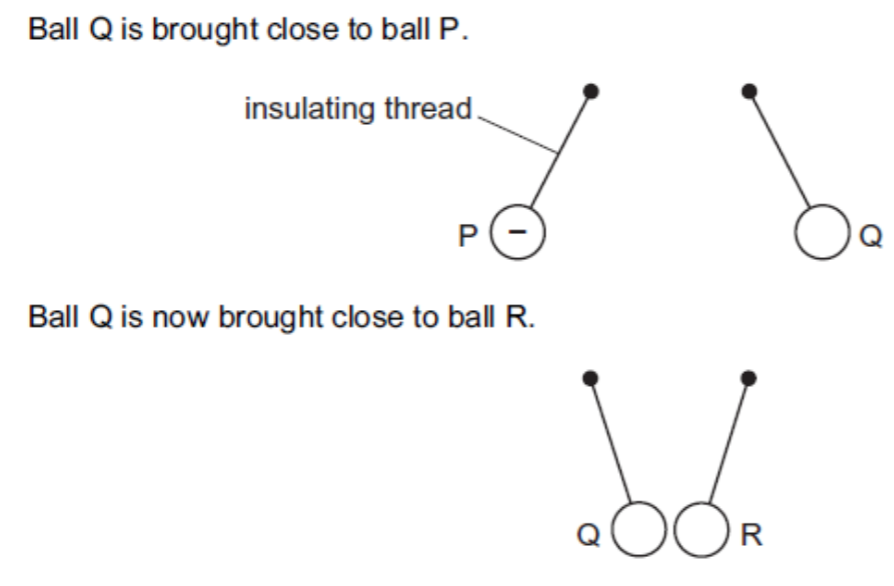 Ball Q is brought close to ball P.
insulating thread
P − Q
Ball Q is now brought close to ball R.
Q R